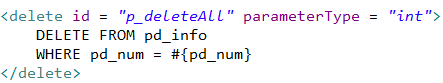 <delete id = "p_deleteAll" parameterType = "int">
DELETE FROM pd_info
WHERE pd_num = #{pd_num}
</delete>